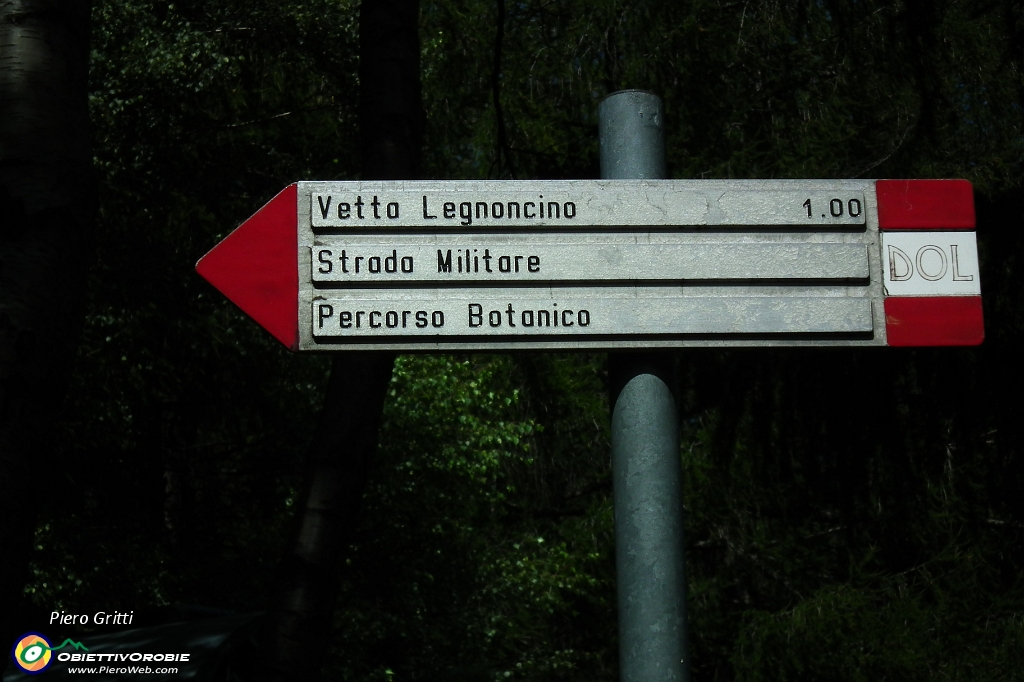 Vetta Legnoncino 1.00
Strada Militare
DOL
Percorso Botanico
Piero Gritti
OBIETTIVOROBIE
www.PieroWeb.com